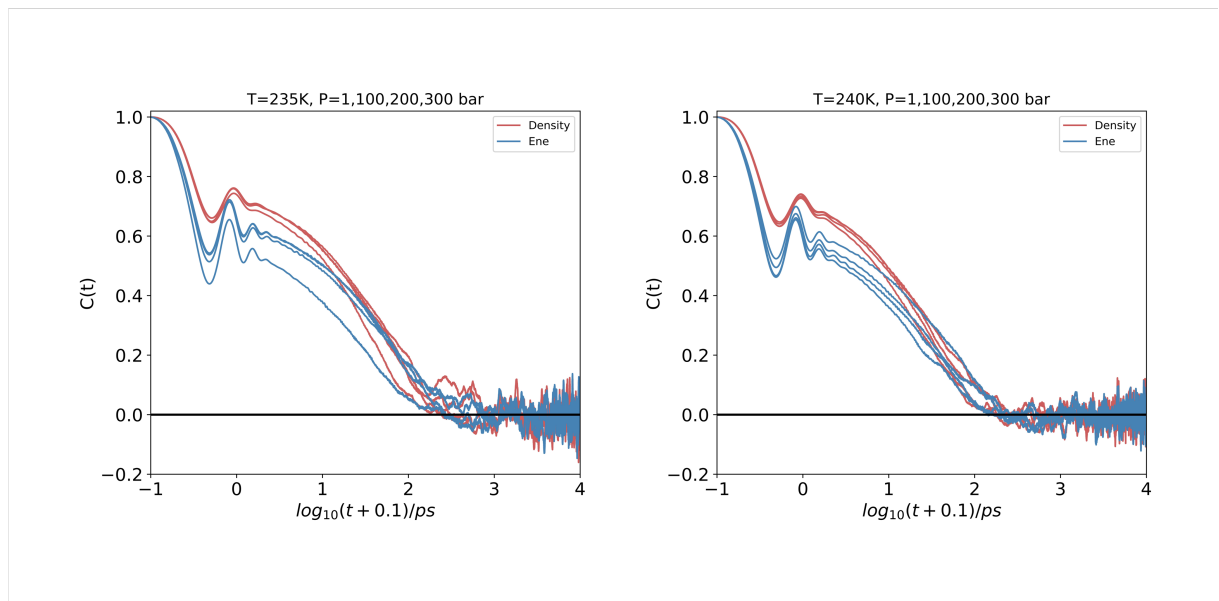 T=235K, P=1,100,200,300 bar
Density
Ene
C(t)
1.0
0.8
0.6
0.4
0.2
0.0
−0.2
−1 0 1 2 3 4
log10(t + 0.1)/ps
T=240K, P=1,100,200,300 bar
Density
Ene
C(t)
1.0
0.8
0.6
0.4
0.2
0.0
−0.2
−1 0 1 2 3 4
log10(t + 0.1)/ps